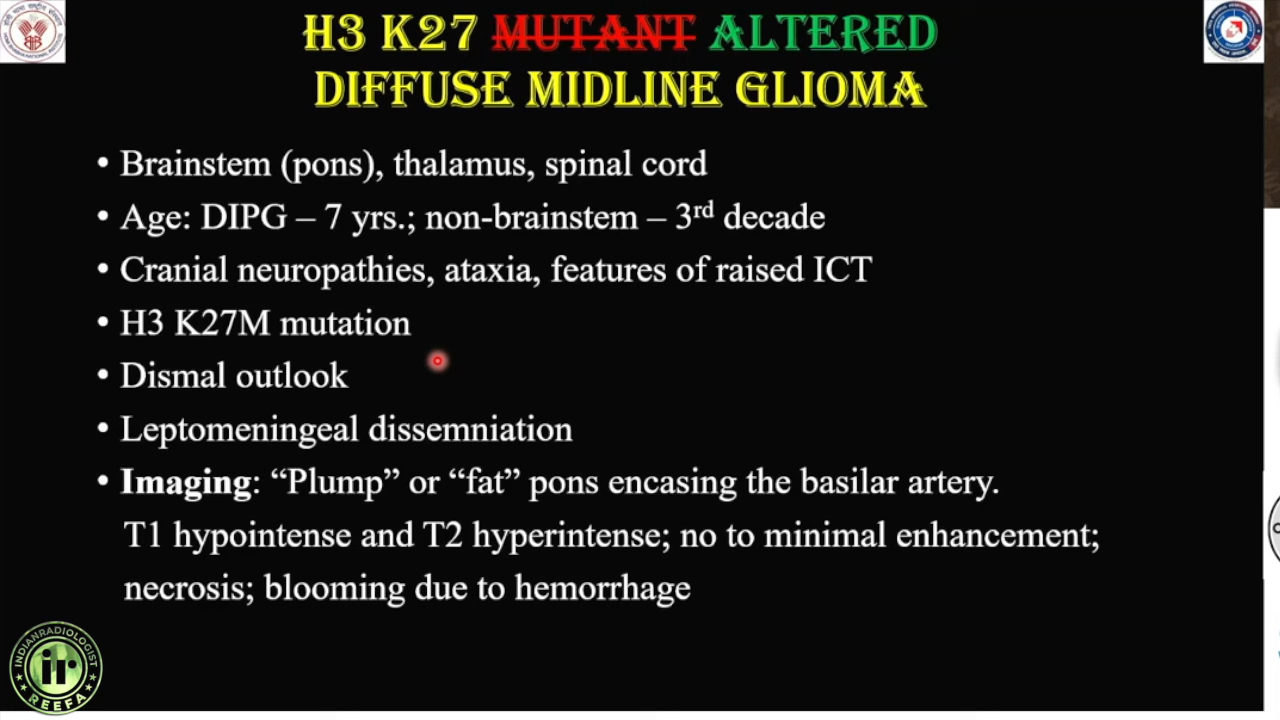 H3 K27 MUTANT ALTERED
DIFFUSE MIDLINE GLIOMA
• Brainstem (pons), thalamus, spinal cord
• Age: DIPG – 7 yrs.; non-brainstem – 3rd decade
• Cranial neuropathies, ataxia, features of raised ICT
• H3 K27M mutation
• Dismal outlook
• Leptomeningeal dissemniation
• Imaging: “Plump” or “fat” pons encasing the basilar artery.
T1 hypointense and T2 hyperintense; no to minimal enhancement;
necrosis; blooming due to hemorrhage
INDIANRADIOLOGIST
ir
REEFA